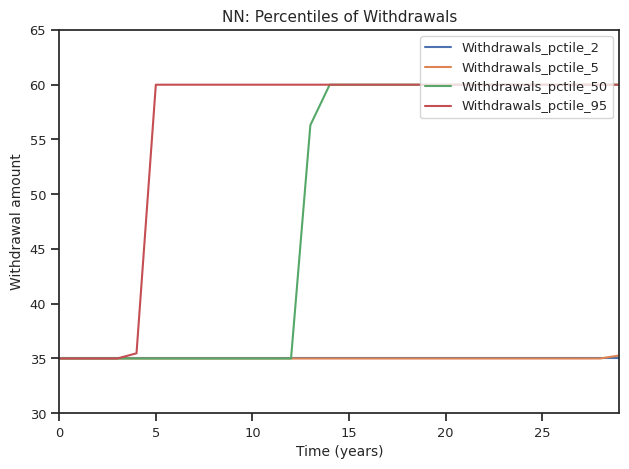 NN: Percentiles of Withdrawals
65
60
55
50
45
40
35
30
Withdrawal amount
Withdrawals_pctile_2
Withdrawals_pctile_5
Withdrawals_pctile_50
Withdrawals_pctile_95
0 5 10 15 20 25
Time (years)